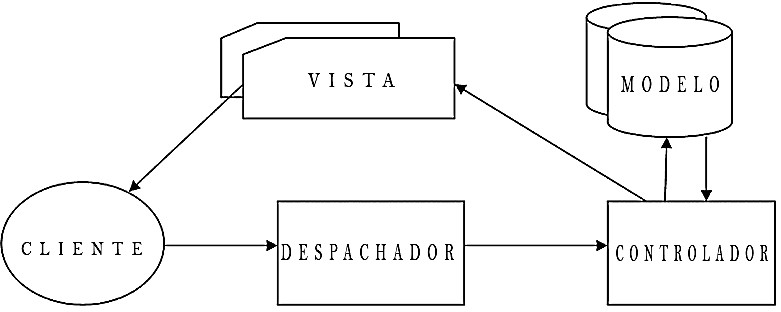 VISTA
MODELO
CLIENTE
DESPACHADOR
CONTROLADOR